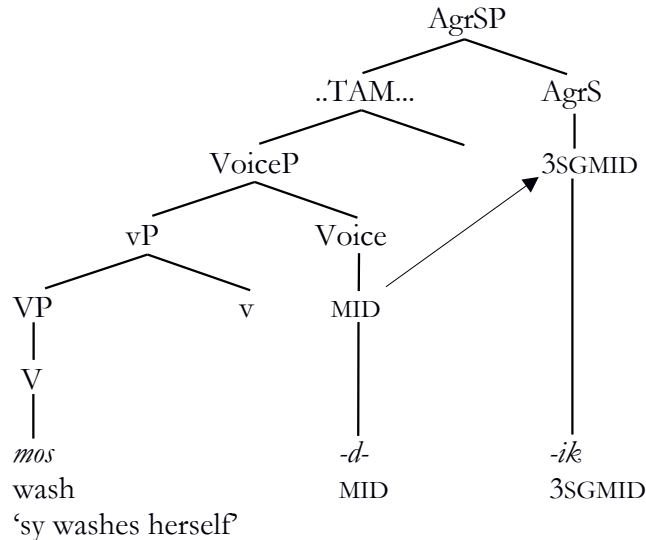 AgrSP
..TAM... AgrS
VoiceP 3SGMID
vP Voice
VP v MID
V
mos -d- -ik
wash MID 3SGMID
‘sy washes herself’